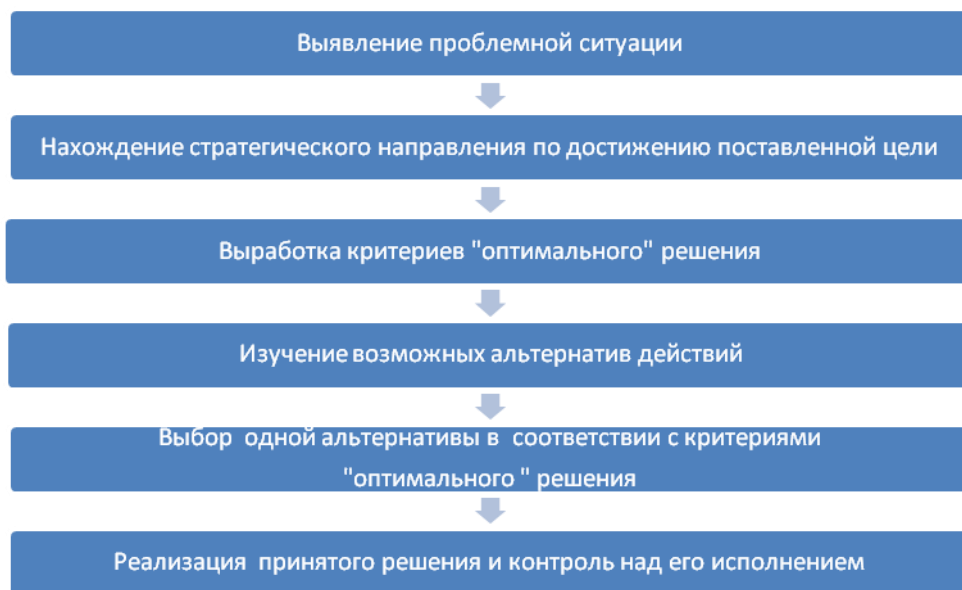 Выявление проблемной ситуации
Нахождение стратегического направления по достижению поставленной цели
Выработка критериев "оптимального" решения
Изучение возможных альтернатив действий
Выбор одной альтернативы в соответствии с критериями
"оптимального " решения
Реализация принятого решения и контроль над его исполнением